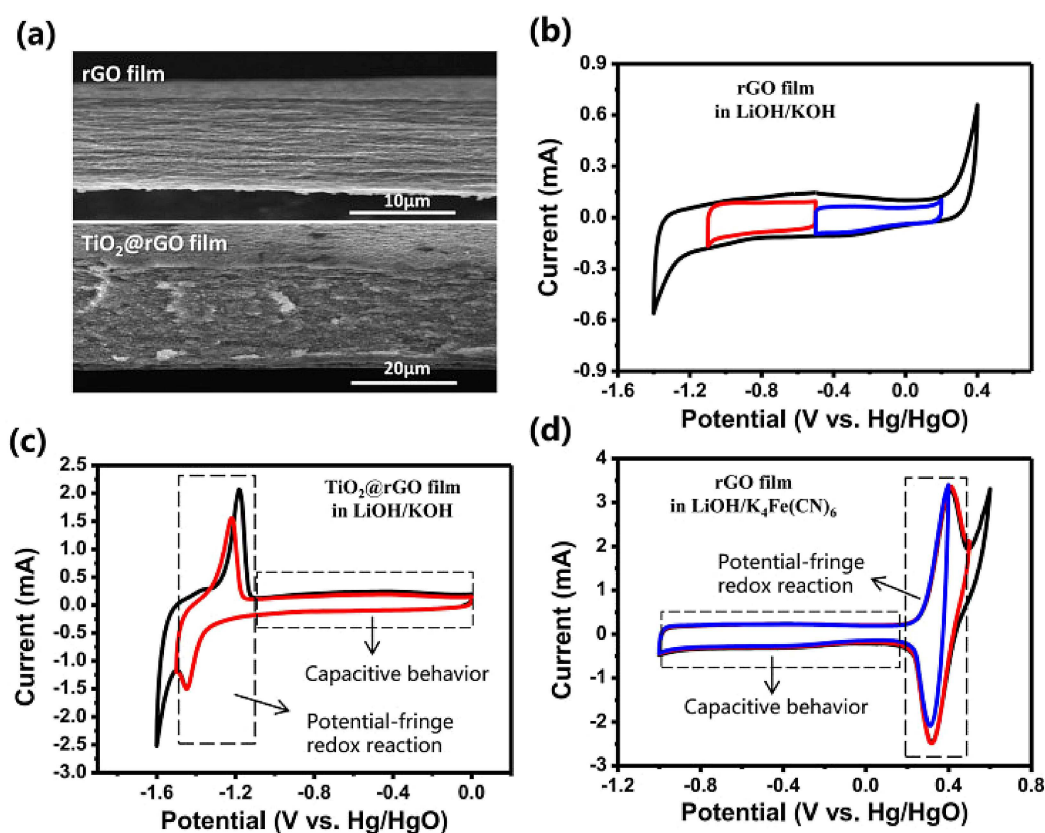 (a)
rGO film
10μm
TiO₂@rGO film
20μm
(b)
rGO film
in LiOH/KOH
0.9
0.6
0.3
0.0
-0.3
-0.6
-0.9
-1.6
-1.2
-0.8
-0.4
0.0
0.4
Current (mA)
Potential (V vs. Hg/HgO)
(c)
TiO₂@rGO film
in LiOH/KOH
2.5
2.0
1.5
1.0
0.5
0.0
-0.5
-1.0
-1.5
-2.0
-2.5
-3.0
-1.6
-1.2
-0.8
-0.4
0.0
Capacitive behavior
Potential-fringe
redox reaction
Current (mA)
Potential (V vs. Hg/HgO)
(d)
rGO film
in LiOH/K₄Fe(CN)₆
4
3
2
1
0
-1
-2
-3
-1.2
-0.8
-0.4
0.0
0.4
0.8
Potential-fringe
redox reaction
Capacitive behavior
Current (mA)
Potential (V vs. Hg/HgO)